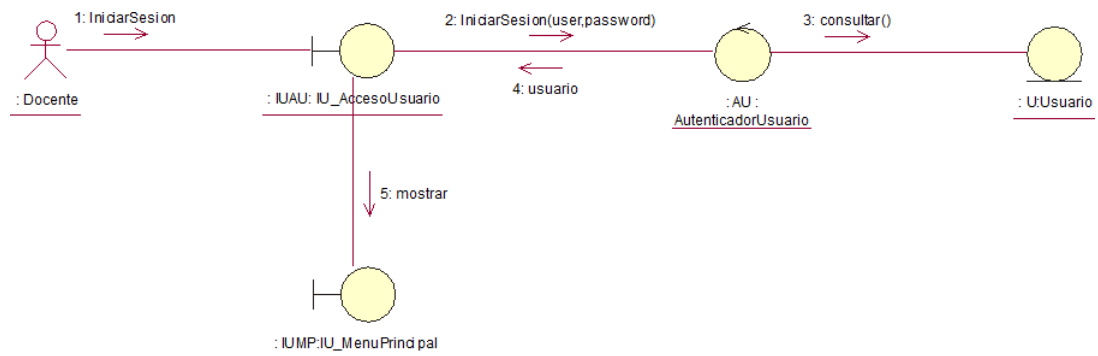 1: IniciarSesion
2: IniciarSesion(user,password)
3: consultar()
4: usuario
: Docente
: IUAU: IU_AccesoUsuario
: AU :
AutenticadorUsuario
: U:Usuario
5: mostrar
: IUMP:IU_MenuPrincipal